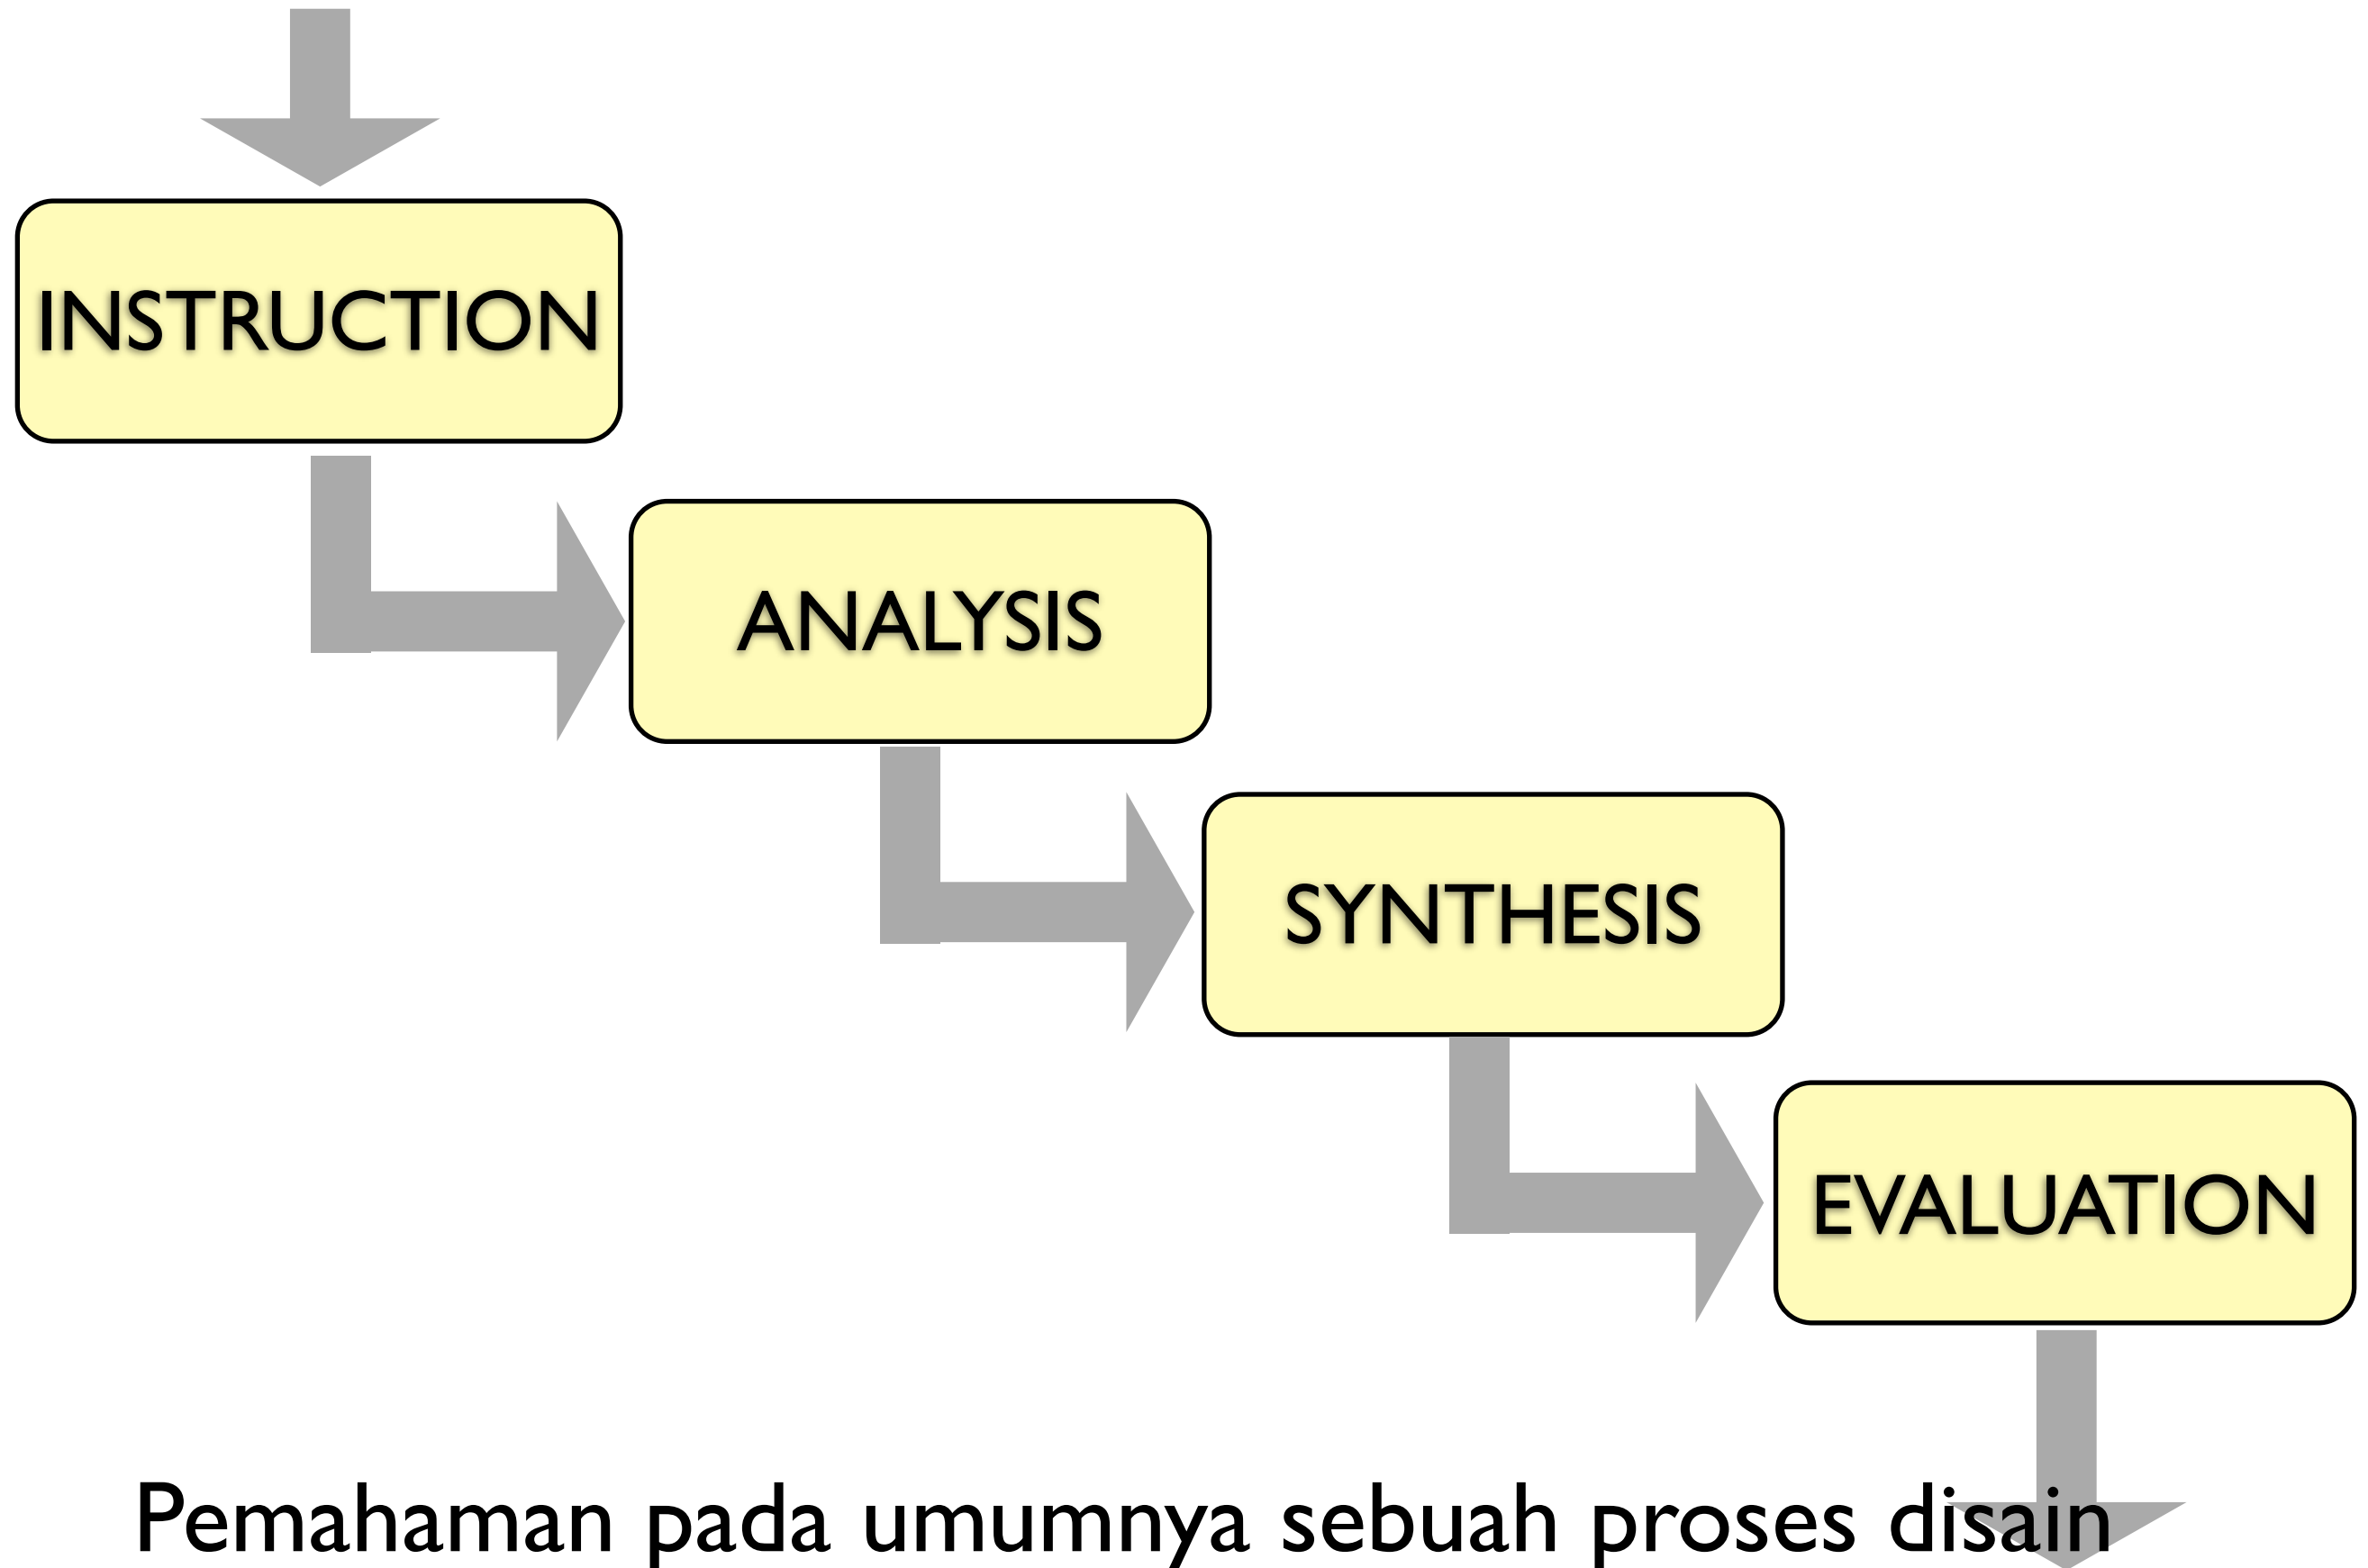 INSTRUCTION
ANALYSIS
SYNTHESIS
EVALUATION
Pemahaman pada umumnya sebuah proses disain